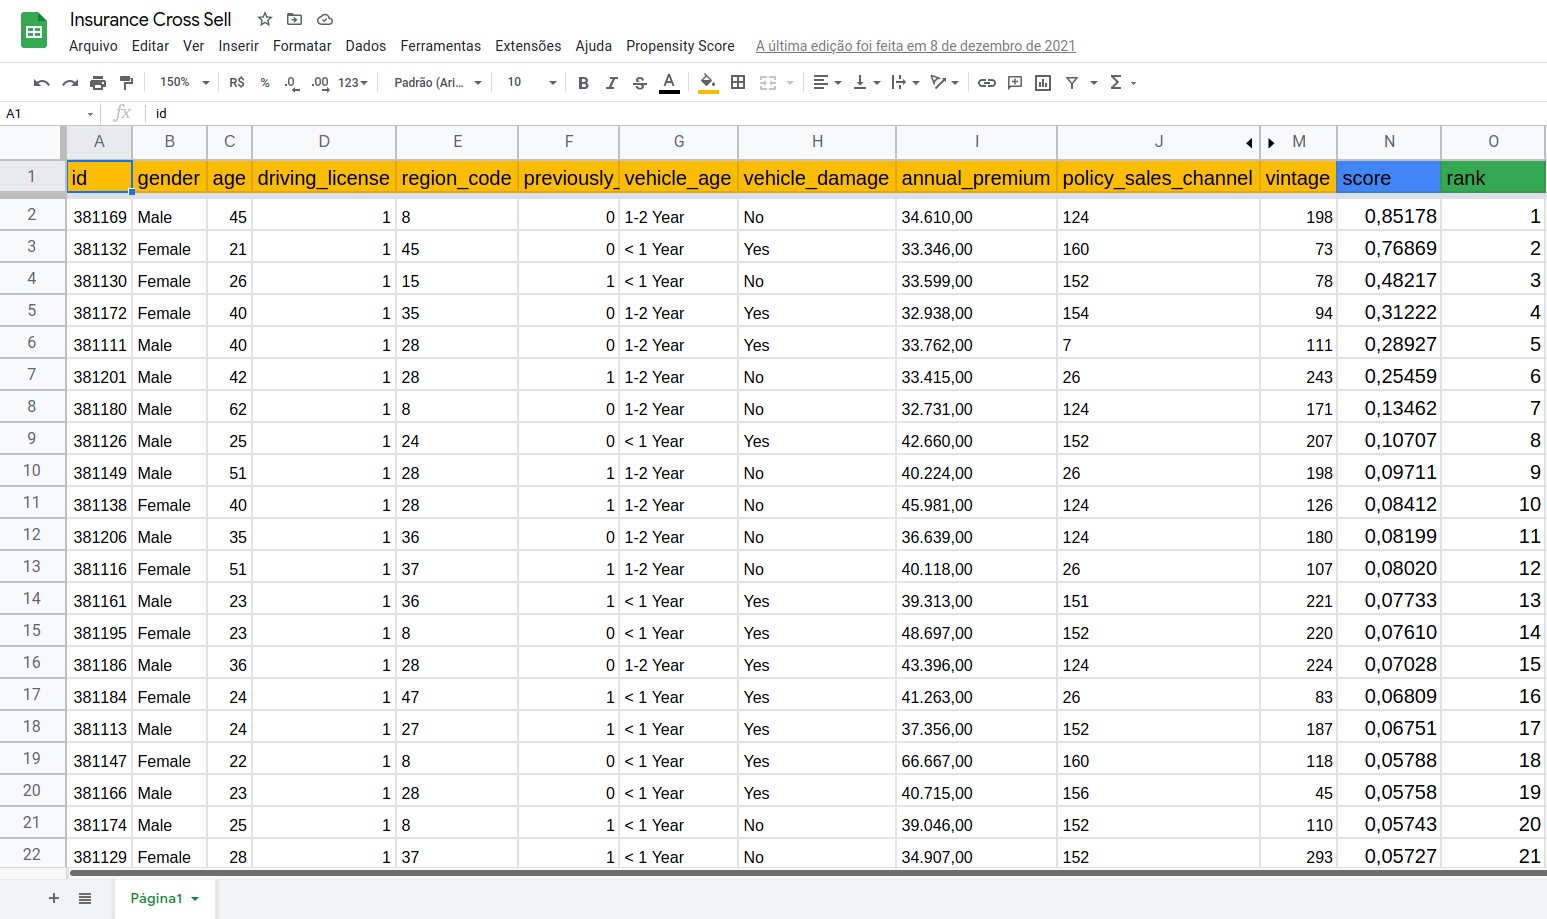 Insurance Cross Sell
Arquivo Editar Ver Inserir Formatar Dados Ferramentas Extensões Ajuda Propensity Score A última edição foi feita em 8 de dezembro de 2021
150% R$ % .0 .00 123 Padrão (Ari... 10 B I S A
A1 fx id
A B C D E F G H I J M N O
1 id gender age driving_license region_code previously_ vehicle_age vehicle_damage annual_premium policy_sales_channel vintage score rank
2 381169 Male 45 1 8 0 1-2 Year No 34.610,00 124 198 0,85178 1
3 381132 Female 21 1 45 0 < 1 Year Yes 33.346,00 160 73 0,76869 2
4 381130 Female 26 1 15 1 < 1 Year No 33.599,00 152 78 0,48217 3
5 381172 Female 40 1 35 0 1-2 Year Yes 32.938,00 154 94 0,31222 4
6 381111 Male 40 1 28 0 1-2 Year Yes 33.762,00 7 111 0,28927 5
7 381201 Male 42 1 28 1 1-2 Year No 33.415,00 26 243 0,25459 6
8 381180 Male 62 1 8 0 1-2 Year No 32.731,00 124 171 0,13462 7
9 381126 Male 25 1 24 0 < 1 Year Yes 42.660,00 152 207 0,10707 8
10 381149 Male 51 1 28 1 1-2 Year No 40.224,00 26 198 0,09711 9
11 381138 Female 40 1 28 1 1-2 Year No 45.981,00 124 126 0,08412 10
12 381206 Male 35 1 36 0 1-2 Year No 36.639,00 124 180 0,08199 11
13 381116 Female 51 1 37 1 1-2 Year No 40.118,00 26 107 0,08020 12
14 381161 Male 23 1 36 1 < 1 Year Yes 39.313,00 151 221 0,07733 13
15 381195 Female 23 1 8 0 < 1 Year Yes 48.697,00 152 220 0,07610 14
16 381186 Male 36 1 28 0 1-2 Year Yes 43.396,00 124 224 0,07028 15
17 381184 Female 24 1 47 1 < 1 Year Yes 41.263,00 26 83 0,06809 16
18 381113 Male 24 1 27 1 < 1 Year Yes 37.356,00 152 187 0,06751 17
19 381147 Female 22 1 8 0 < 1 Year Yes 66.667,00 160 118 0,05788 18
20 381166 Male 23 1 28 0 < 1 Year Yes 40.715,00 156 45 0,05758 19
21 381174 Male 25 1 8 1 < 1 Year No 39.046,00 152 110 0,05743 20
22 381129 Female 28 1 37 1 < 1 Year No 34.907,00 152 293 0,05727 21
Página1